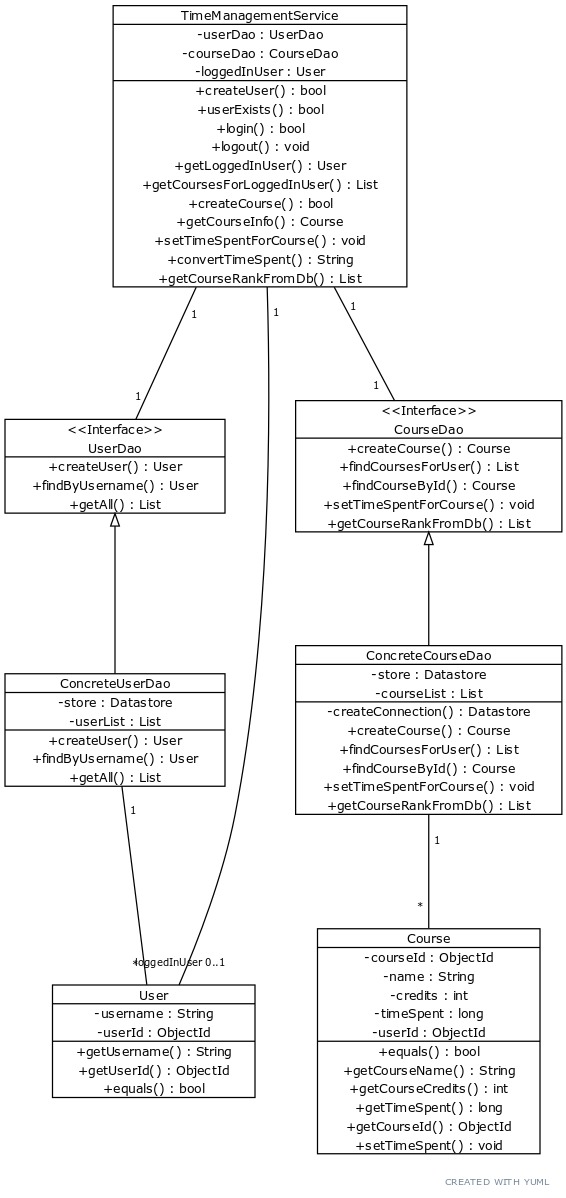 TimeManagementService
-userDao : UserDao
-courseDao : CourseDao
-loggedInUser : User
+createUser() : bool
+userExists() : bool
+login() : bool
+logout() : void
+getLoggedInUser() : User
+getCoursesForLoggedInUser() : List
+createCourse() : bool
+getCourseInfo() : Course
+setTimeSpentForCourse() : void
+convertTimeSpent() : String
+getCourseRankFromDb() : List
1
1
1
1
1
<<Interface>>
UserDao
+createUser() : User
+findByUsername() : User
+getAll() : List
<<Interface>>
CourseDao
+createCourse() : Course
+findCoursesForUser() : List
+findCourseById() : Course
+setTimeSpentForCourse() : void
+getCourseRankFromDb() : List
ConcreteUserDao
-store : Datastore
-userList : List
+createUser() : User
+findByUsername() : User
+getAll() : List
ConcreteCourseDao
-store : Datastore
-courseList : List
-createConnection() : Datastore
+createCourse() : Course
+findCoursesForUser() : List
+findCourseById() : Course
+setTimeSpentForCourse() : void
+getCourseRankFromDb() : List
1
1
*
*
loggedInUser 0..1
User
-username : String
-userId : ObjectId
+getUsername() : String
+getUserId() : ObjectId
+equals() : bool
Course
-courseId : ObjectId
-name : String
-credits : int
-timeSpent : long
-userId : ObjectId
+equals() : bool
+getCourseName() : String
+getCourseCredits() : int
+getTimeSpent() : long
+getCourseId() : ObjectId
+setTimeSpent() : void
CREATED WITH YUML